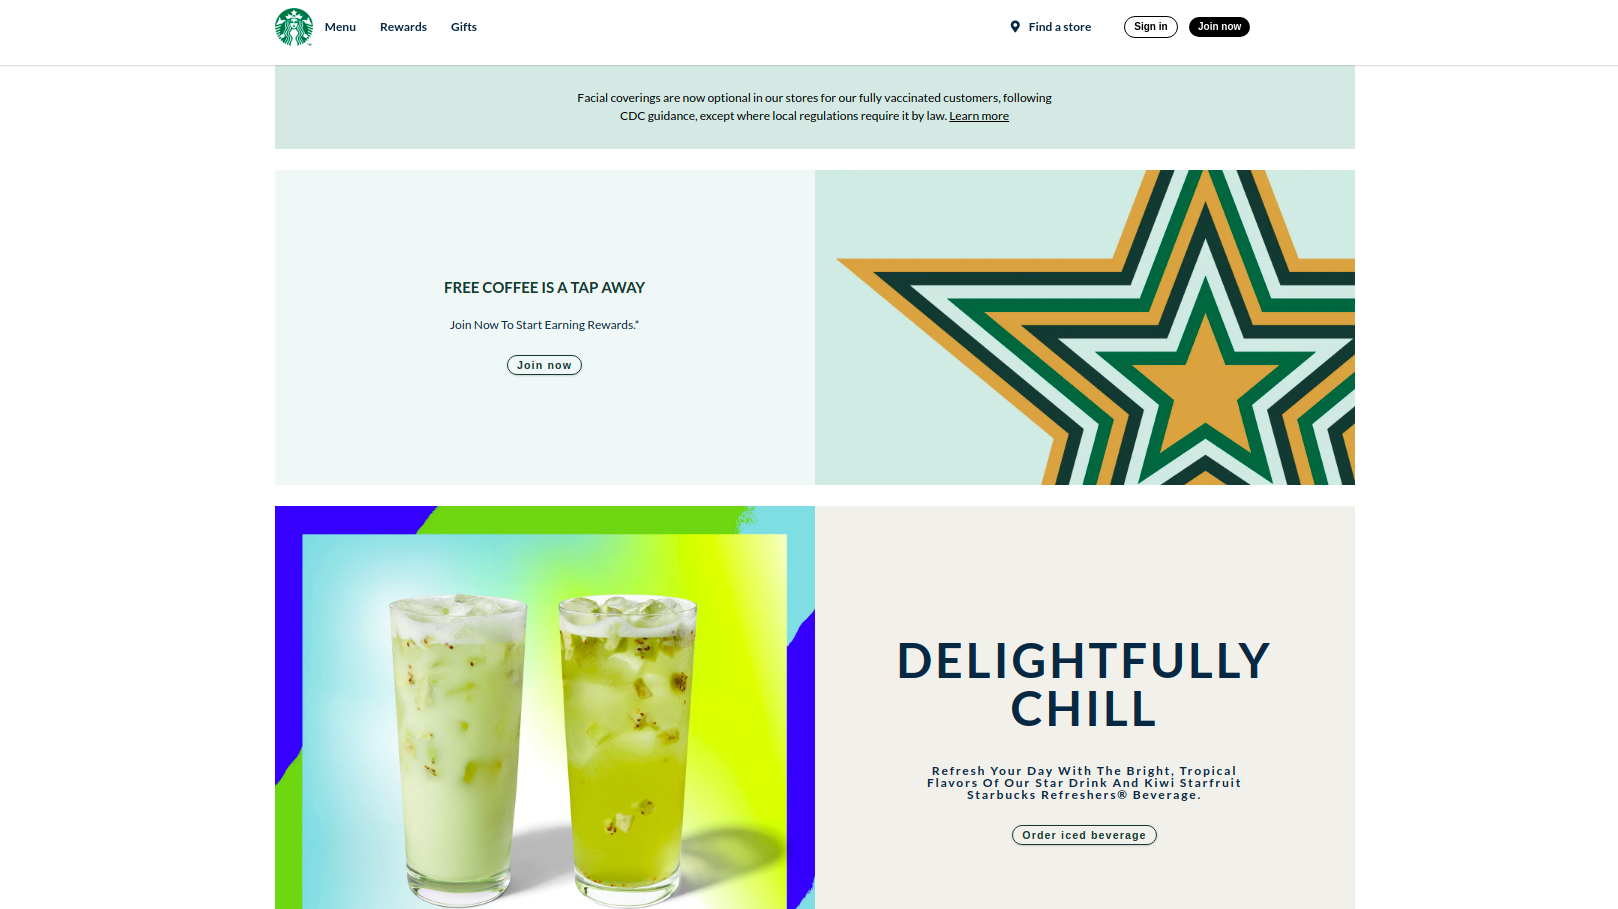 Menu
Rewards
Gifts
Find a store
Sign in
Join now
Facial coverings are now optional in our stores for our fully vaccinated customers, following
CDC guidance, except where local regulations require it by law. Learn more
FREE COFFEE IS A TAP AWAY
Join Now To Start Earning Rewards.*
Join now
DELIGHTFULLY
CHILL
Refresh Your Day With The Bright, Tropical
Flavors Of Our Star Drink And Kiwi Starfruit
Starbucks Refreshers® Beverage.
Order iced beverage